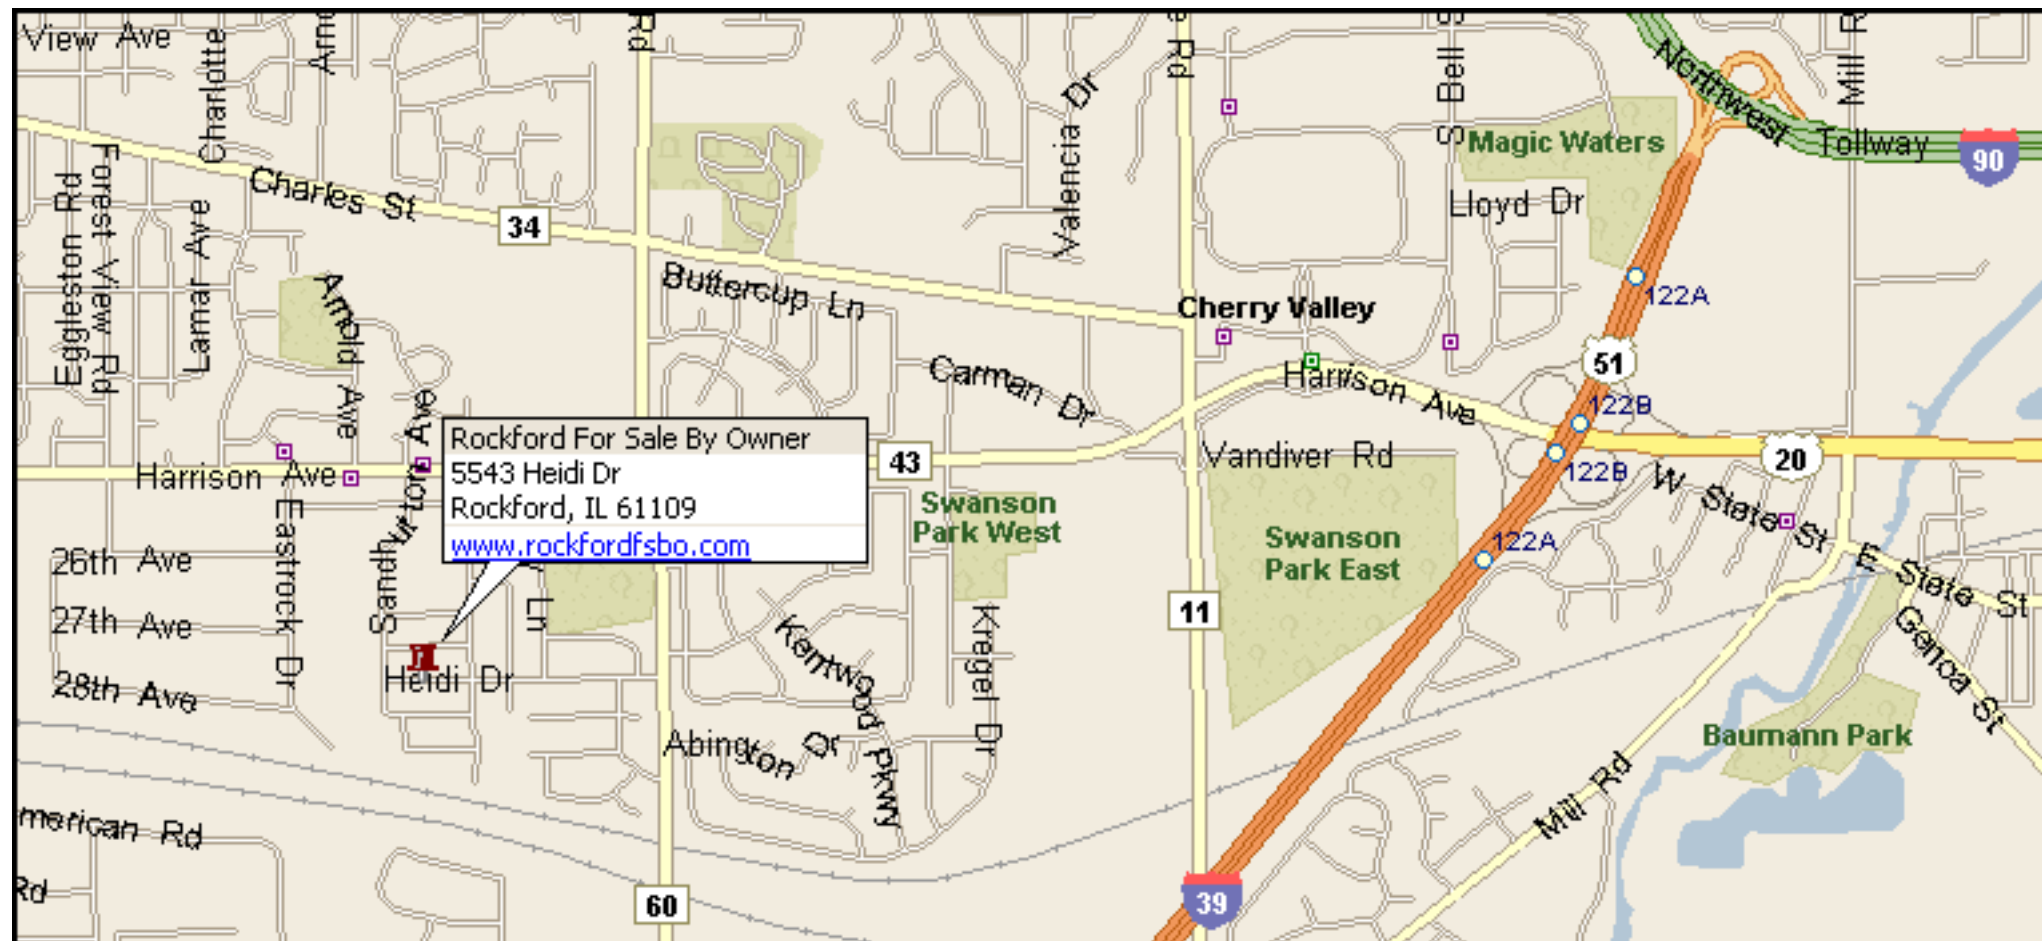 View Ave
Charlotte
Rd
Rd
S Bell S
Mill R
Northwest Tollway
90
Magic Waters
Valencia Dr
Lloyd Dr
Charles St
34
Eggleston Rd
Forest View Rd
Lamar Ave
Arnold Ave
Buttercup Ln
Cherry Valley
122A
51
Carman Dr
Harrison Ave
122B
122B
20
Vandiver Rd
43
Harrison Ave
Rockford For Sale By Owner
5543 Heidi Dr
Rockford, IL 61109
www.rockfordfsbo.com
Sandhurton Ave
Swanson
Park West
Swanson
Park East
W State St
122A
E State St
26th Ave
27th Ave
28th Ave
Eastrock Dr
Ln
11
Heidi Dr
Kentwood Pkwy
Kregel Dr
Genoa St
Abington Dr
Baumann Park
Mill Rd
merican Rd
Rd
60
39